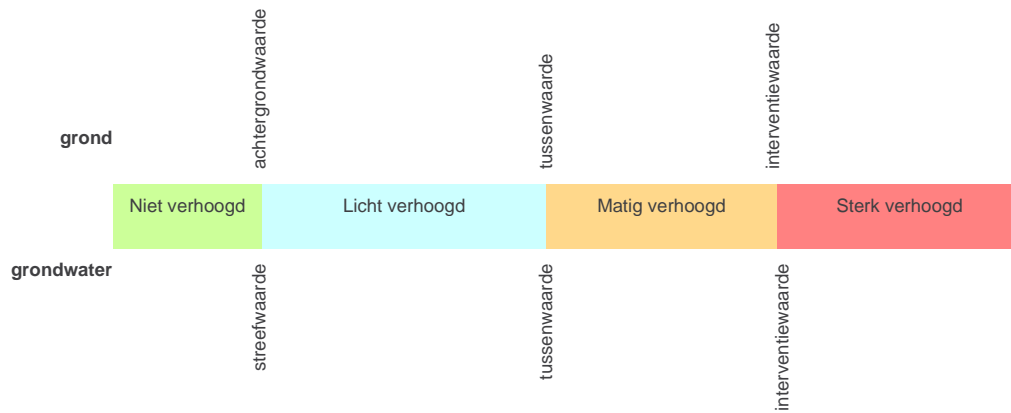 achtergrondwaarde
tussenwaarde
interventiewaarde
grond
Niet verhoogd
Licht verhoogd
Matig verhoogd
Sterk verhoogd
grondwater
streefwaarde
tussenwaarde
interventiewaarde